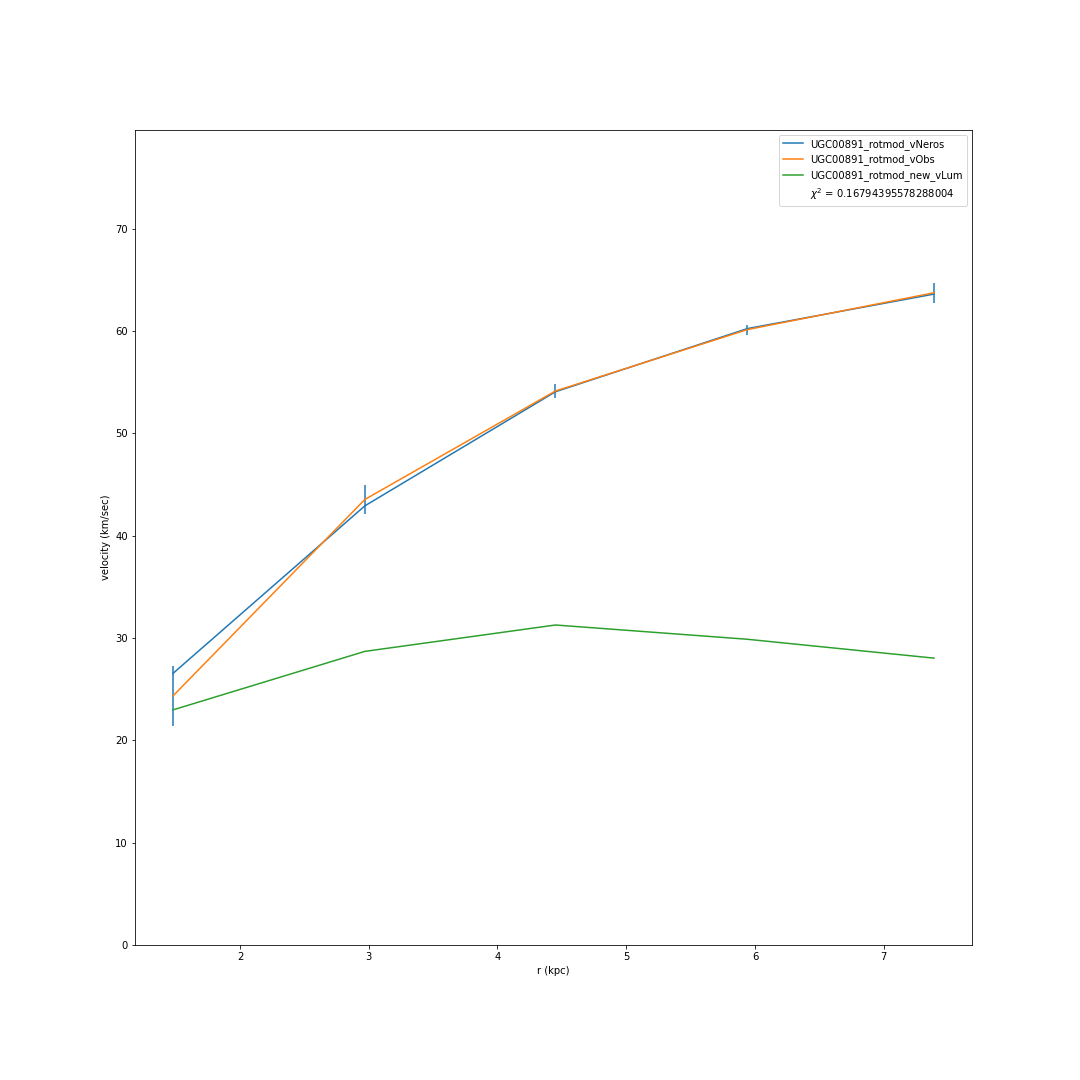 UGC00891_rotmod_vNeros
UGC00891_rotmod_vObs
UGC00891_rotmod_new_vLum
χ² = 0.16794395578288004
70
60
50
40
30
20
10
0
velocity (km/sec)
2 3 4 5 6 7
r (kpc)